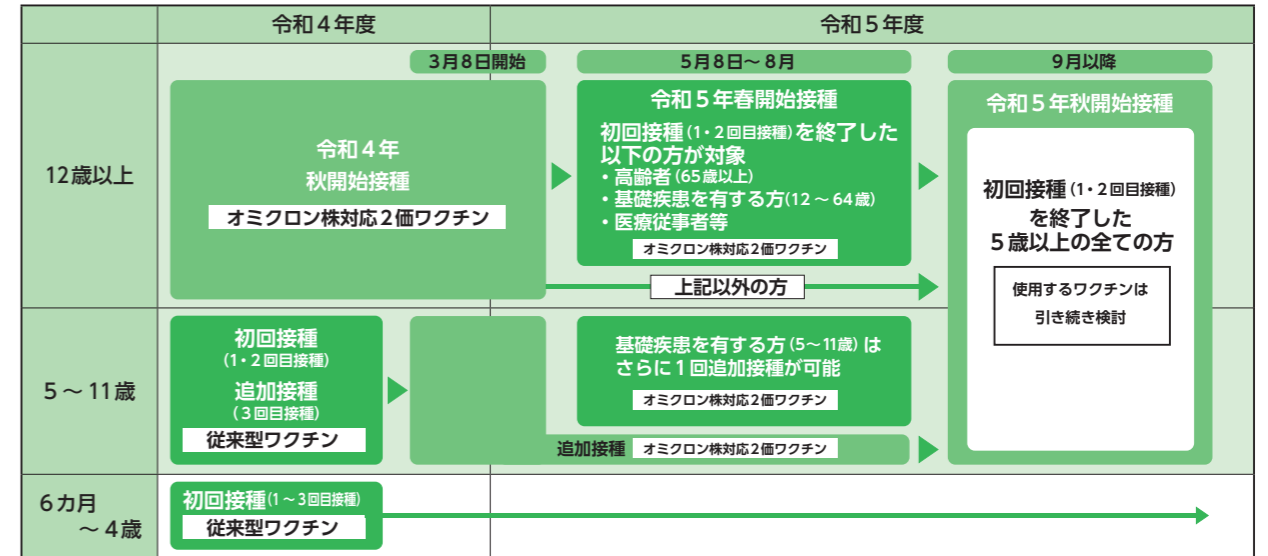 令和４年度
令和５年度
３月８日開始
５月８日～８月
９月以降
12歳以上
令和４年
秋開始接種
オミクロン株対応２価ワクチン
令和５年春開始接種
初回接種(1・2回目接種)を終了した
以下の方が対象
・高齢者(65歳以上)
・基礎疾患を有する方(12～64歳)
・医療従事者等
オミクロン株対応２価ワクチン
上記以外の方
令和５年秋開始接種
初回接種(1・2回目接種)
を終了した
５歳以上の全ての方
使用するワクチンは
引き続き検討
５～11歳
初回接種
(1・2回目接種)
追加接種
(３回目接種)
従来型ワクチン
基礎疾患を有する方(5～11歳)は
さらに１回追加接種が可能
オミクロン株対応２価ワクチン
追加接種 オミクロン株対応２価ワクチン
６カ月
～４歳
初回接種(1～3回目接種)
従来型ワクチン